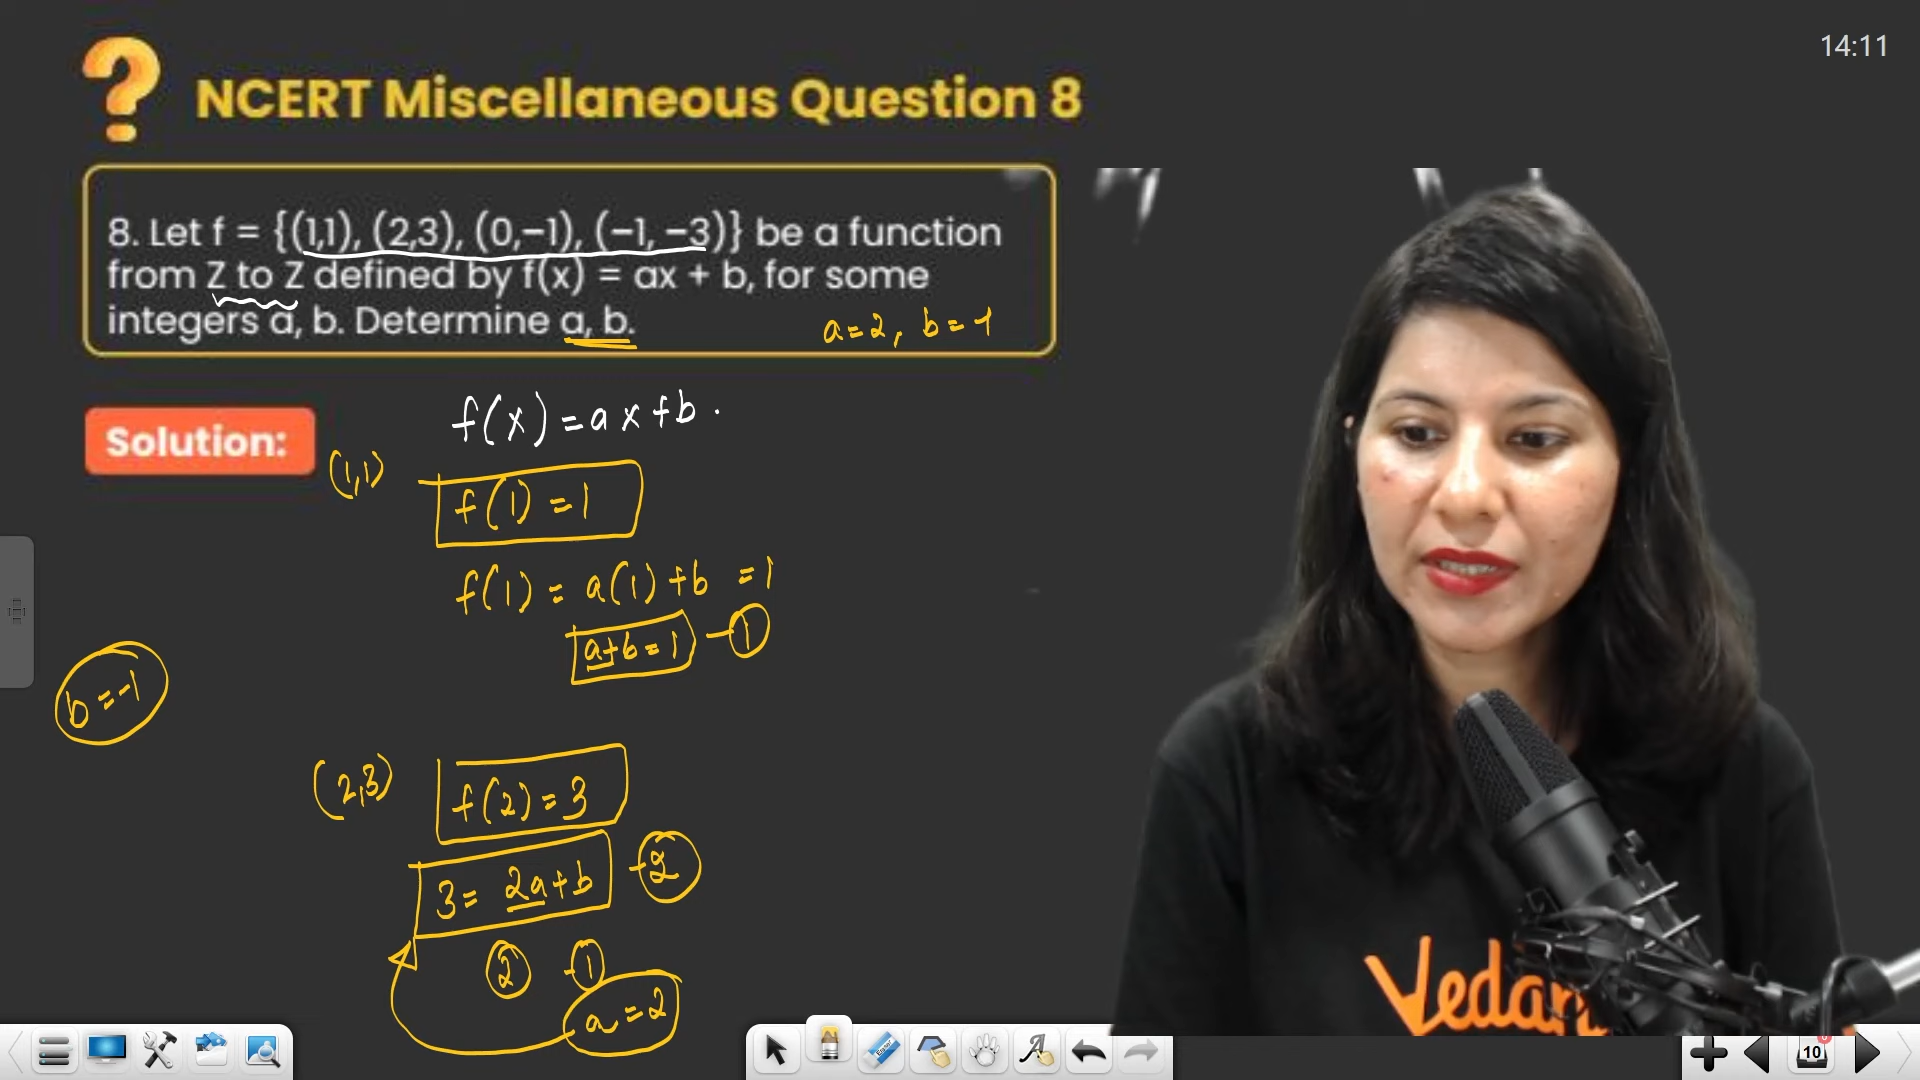 14:11
NCERT Miscellaneous Question 8
8. Let f = {(1,1), (2,3), (0,−1), (−1, −3)} be a function
from Z to Z defined by f(x) = ax + b, for some
integers a, b. Determine a, b.
a=2, b=-1
Solution:
f(x)=ax+b.
(1,1)
f(1)=1
f(1) = a(1)+b =1
a+b=1 -①
b=-1
(2,3)
f(2)=3
3= 2a+b -②
② -①
a=2
Vedan
10